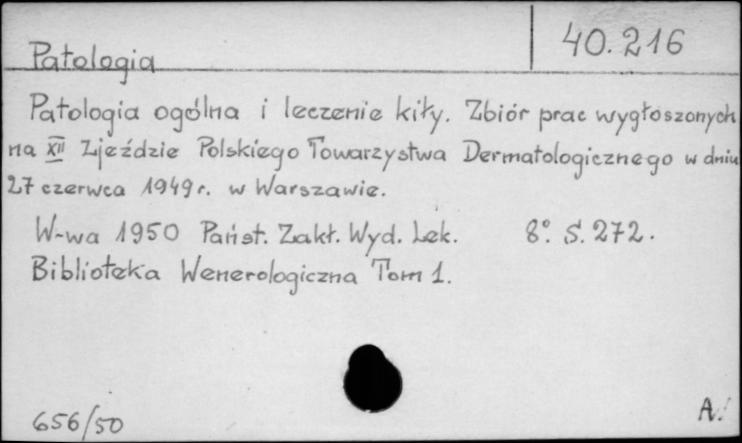 40.216
Patologia
Patologia ogólna i leczenie kiły. Zbiór prac wygłoszonych
na XII Zjeździe Polskiego Towarzystwa Dermatologicznego w dniu
27 czerwca 1949 r. w Warszawie.
W-wa 1950 Państ. Zakł. Wyd. Lek. 8° S. 272.
Biblioteka Wenerologiczna Tom 1.
656/50
A.